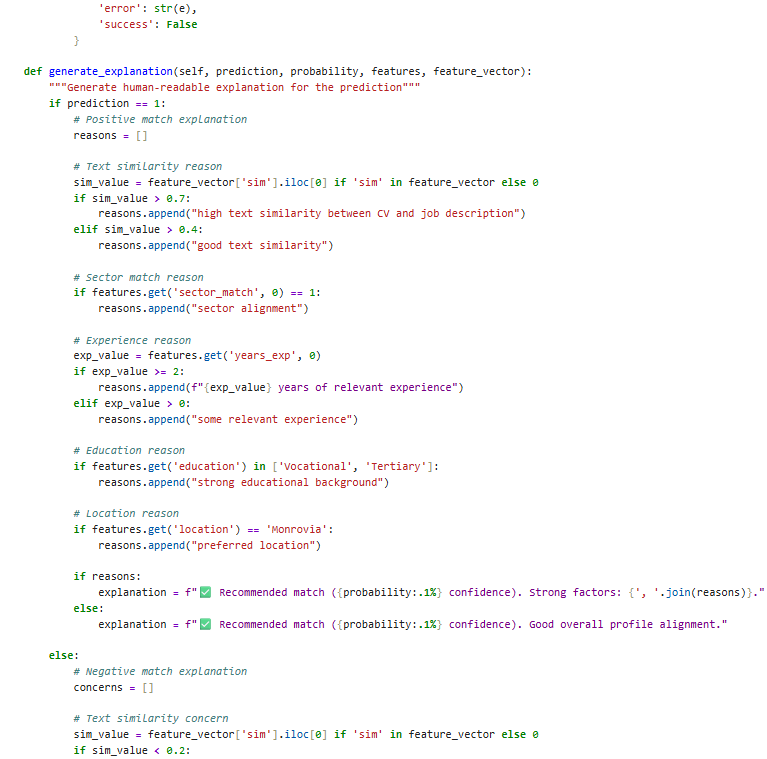 'error': str(e),
'success': False
}
def generate_explanation(self, prediction, probability, features, feature_vector):
"""Generate human-readable explanation for the prediction"""
if prediction == 1:
# Positive match explanation
reasons = []
# Text similarity reason
sim_value = feature_vector['sim'].iloc[0] if 'sim' in feature_vector else 0
if sim_value > 0.7:
reasons.append("high text similarity between CV and job description")
elif sim_value > 0.4:
reasons.append("good text similarity")
# Sector match reason
if features.get('sector_match', 0) == 1:
reasons.append("sector alignment")
# Experience reason
exp_value = features.get('years_exp', 0)
if exp_value >= 2:
reasons.append(f"{exp_value} years of relevant experience")
elif exp_value > 0:
reasons.append("some relevant experience")
# Education reason
if features.get('education') in ['Vocational', 'Tertiary']:
reasons.append("strong educational background")
# Location reason
if features.get('location') == 'Monrovia':
reasons.append("preferred location")
if reasons:
explanation = f"✅ Recommended match ({probability:.1%} confidence). Strong factors: {', '.join(reasons)}."
else:
explanation = f"✅ Recommended match ({probability:.1%} confidence). Good overall profile alignment."
else:
# Negative match explanation
concerns = []
# Text similarity concern
sim_value = feature_vector['sim'].iloc[0] if 'sim' in feature_vector else 0
if sim_value < 0.2: